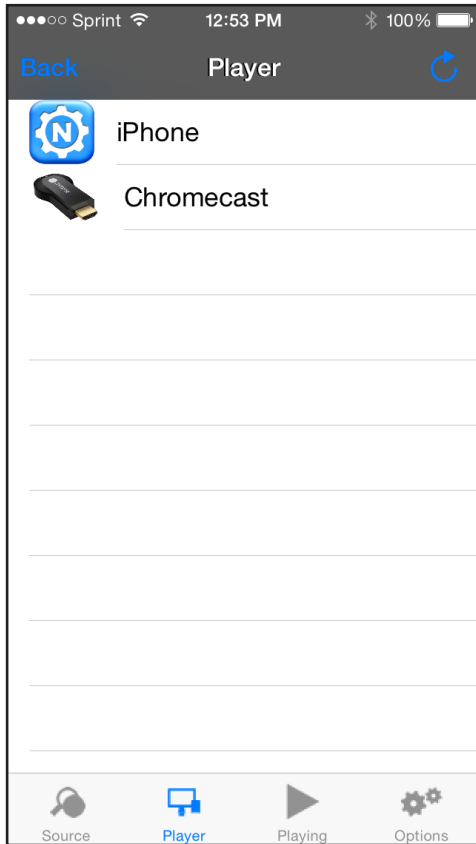 Sprint 12:53 PM 100%
Back Player
N iPhone
Chromecast
Source Player Playing Options